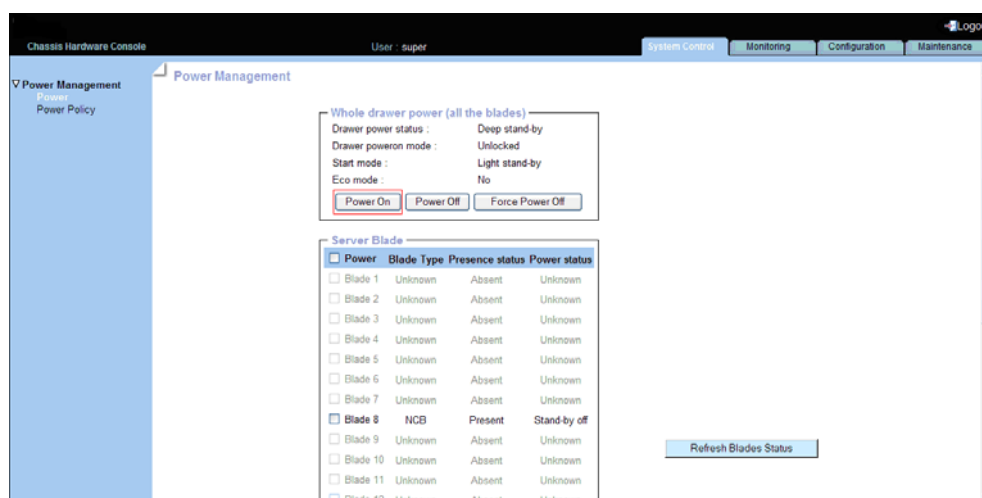 Logo
Chassis Hardware Console User : super System Control Monitoring Configuration Maintenance
Power Management
Power Management
Power
Power Policy
Whole drawer power (all the blades)
Drawer power status : Deep stand-by
Drawer poweron mode : Unlocked
Start mode : Light stand-by
Eco mode : No
Power On Power Off Force Power Off
Server Blade
Power Blade Type Presence status Power status
Blade 1 Unknown Absent Unknown
Blade 2 Unknown Absent Unknown
Blade 3 Unknown Absent Unknown
Blade 4 Unknown Absent Unknown
Blade 5 Unknown Absent Unknown
Blade 6 Unknown Absent Unknown
Blade 7 Unknown Absent Unknown
Blade 8 NCB Present Stand-by off
Blade 9 Unknown Absent Unknown
Refresh Blades Status
Blade 10 Unknown Absent Unknown
Blade 11 Unknown Absent Unknown